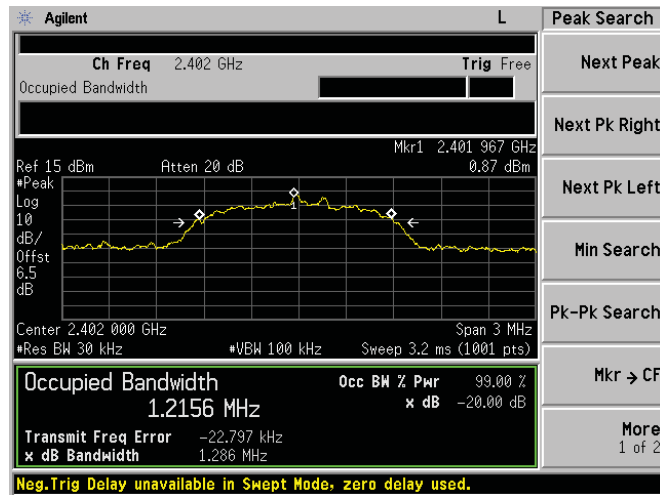 Agilent L Peak Search
Ch Freq 2.402 GHz Trig Free
Occupied Bandwidth
Mkr1 2.401 967 GHz
Ref 15 dBm Atten 20 dB 0.87 dBm
#Peak
Log
10
dB/
Offst
6.5
dB
1
Center 2.402 000 GHz Span 3 MHz
#Res BW 30 kHz #VBW 100 kHz Sweep 3.2 ms (1001 pts)
Occupied Bandwidth Occ BW % Pwr 99.00 %
1.2156 MHz x dB -20.00 dB
Transmit Freq Error -22.797 kHz
x dB Bandwidth 1.286 MHz
Neg.Trig Delay unavailable in Swept Mode, zero delay used.
Next Peak
Next Pk Right
Next Pk Left
Min Search
Pk-Pk Search
Mkr → CF
More
1 of 2